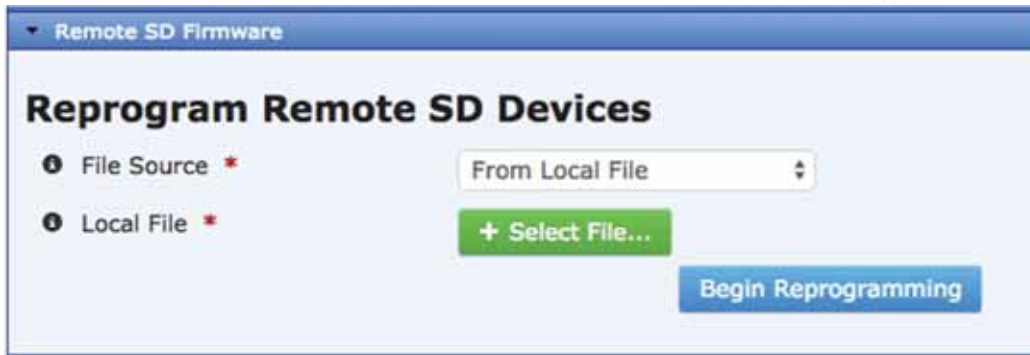 Remote SD Firmware
Reprogram Remote SD Devices
File Source *
From Local File
Local File *
+ Select File...
Begin Reprogramming